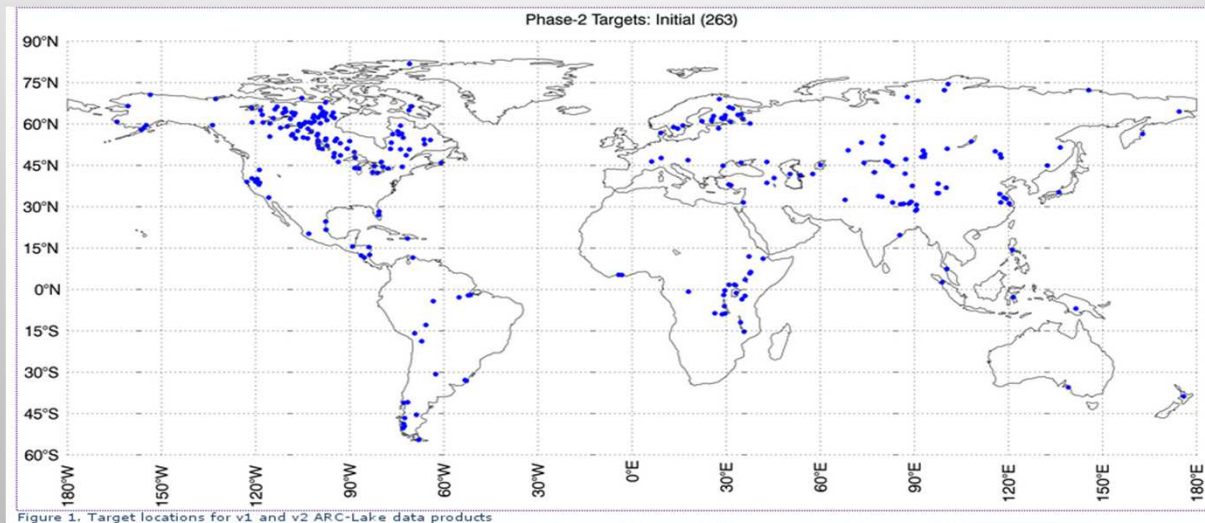 Phase-2 Targets: Initial (263)
90°N
75°N
60°N
45°N
30°N
15°N
0°N
15°S
30°S
45°S
60°S
180°W
150°W
120°W
90°W
60°W
30°W
0°E
30°E
60°E
90°E
120°E
150°E
180°E
Figure 1. Target locations for v1 and v2 ARC-Lake data products